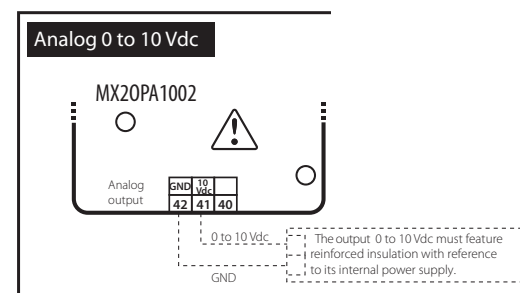 Analog 0 to 10 Vdc
MX20PA1002
Analog
output
GND 10 Vdc
42 41 40
0 to 10 Vdc
GND
The output 0 to 10 Vdc must feature
reinforced insulation with reference
to its internal power supply.